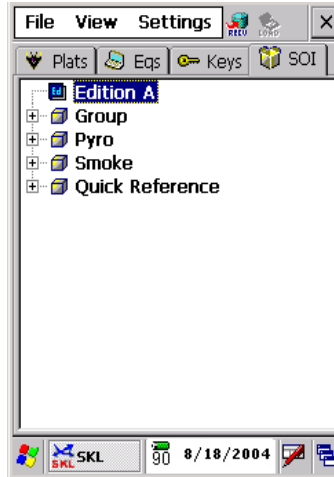 File View Settings RECV LOAD X
Plats Eqs Keys SOI
Ed Edition A
Group
Pyro
Smoke
Quick Reference
SKL SKL 90 8/18/2004